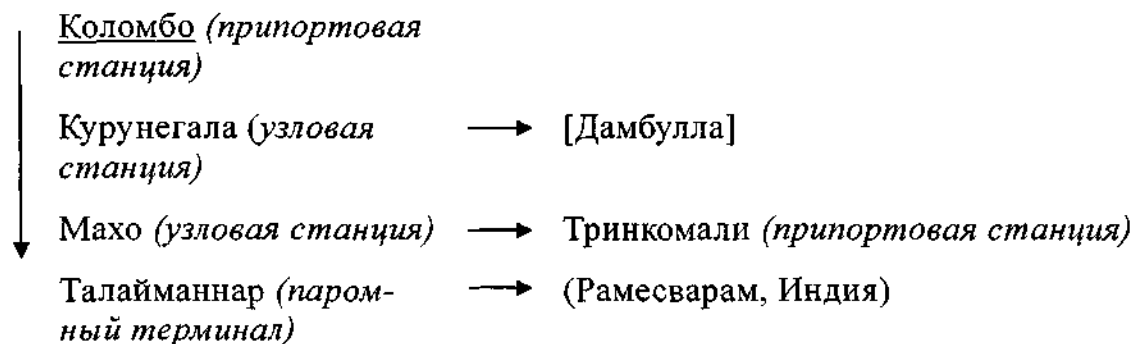 Коломбо (припортовая
станция)
Курунегала (узловая → [Дамбулла]
станция)
Махо (узловая станция) → Тринкомали (припортовая станция)
Талайманнар (паром- → (Рамесварам, Индия)
ный терминал)